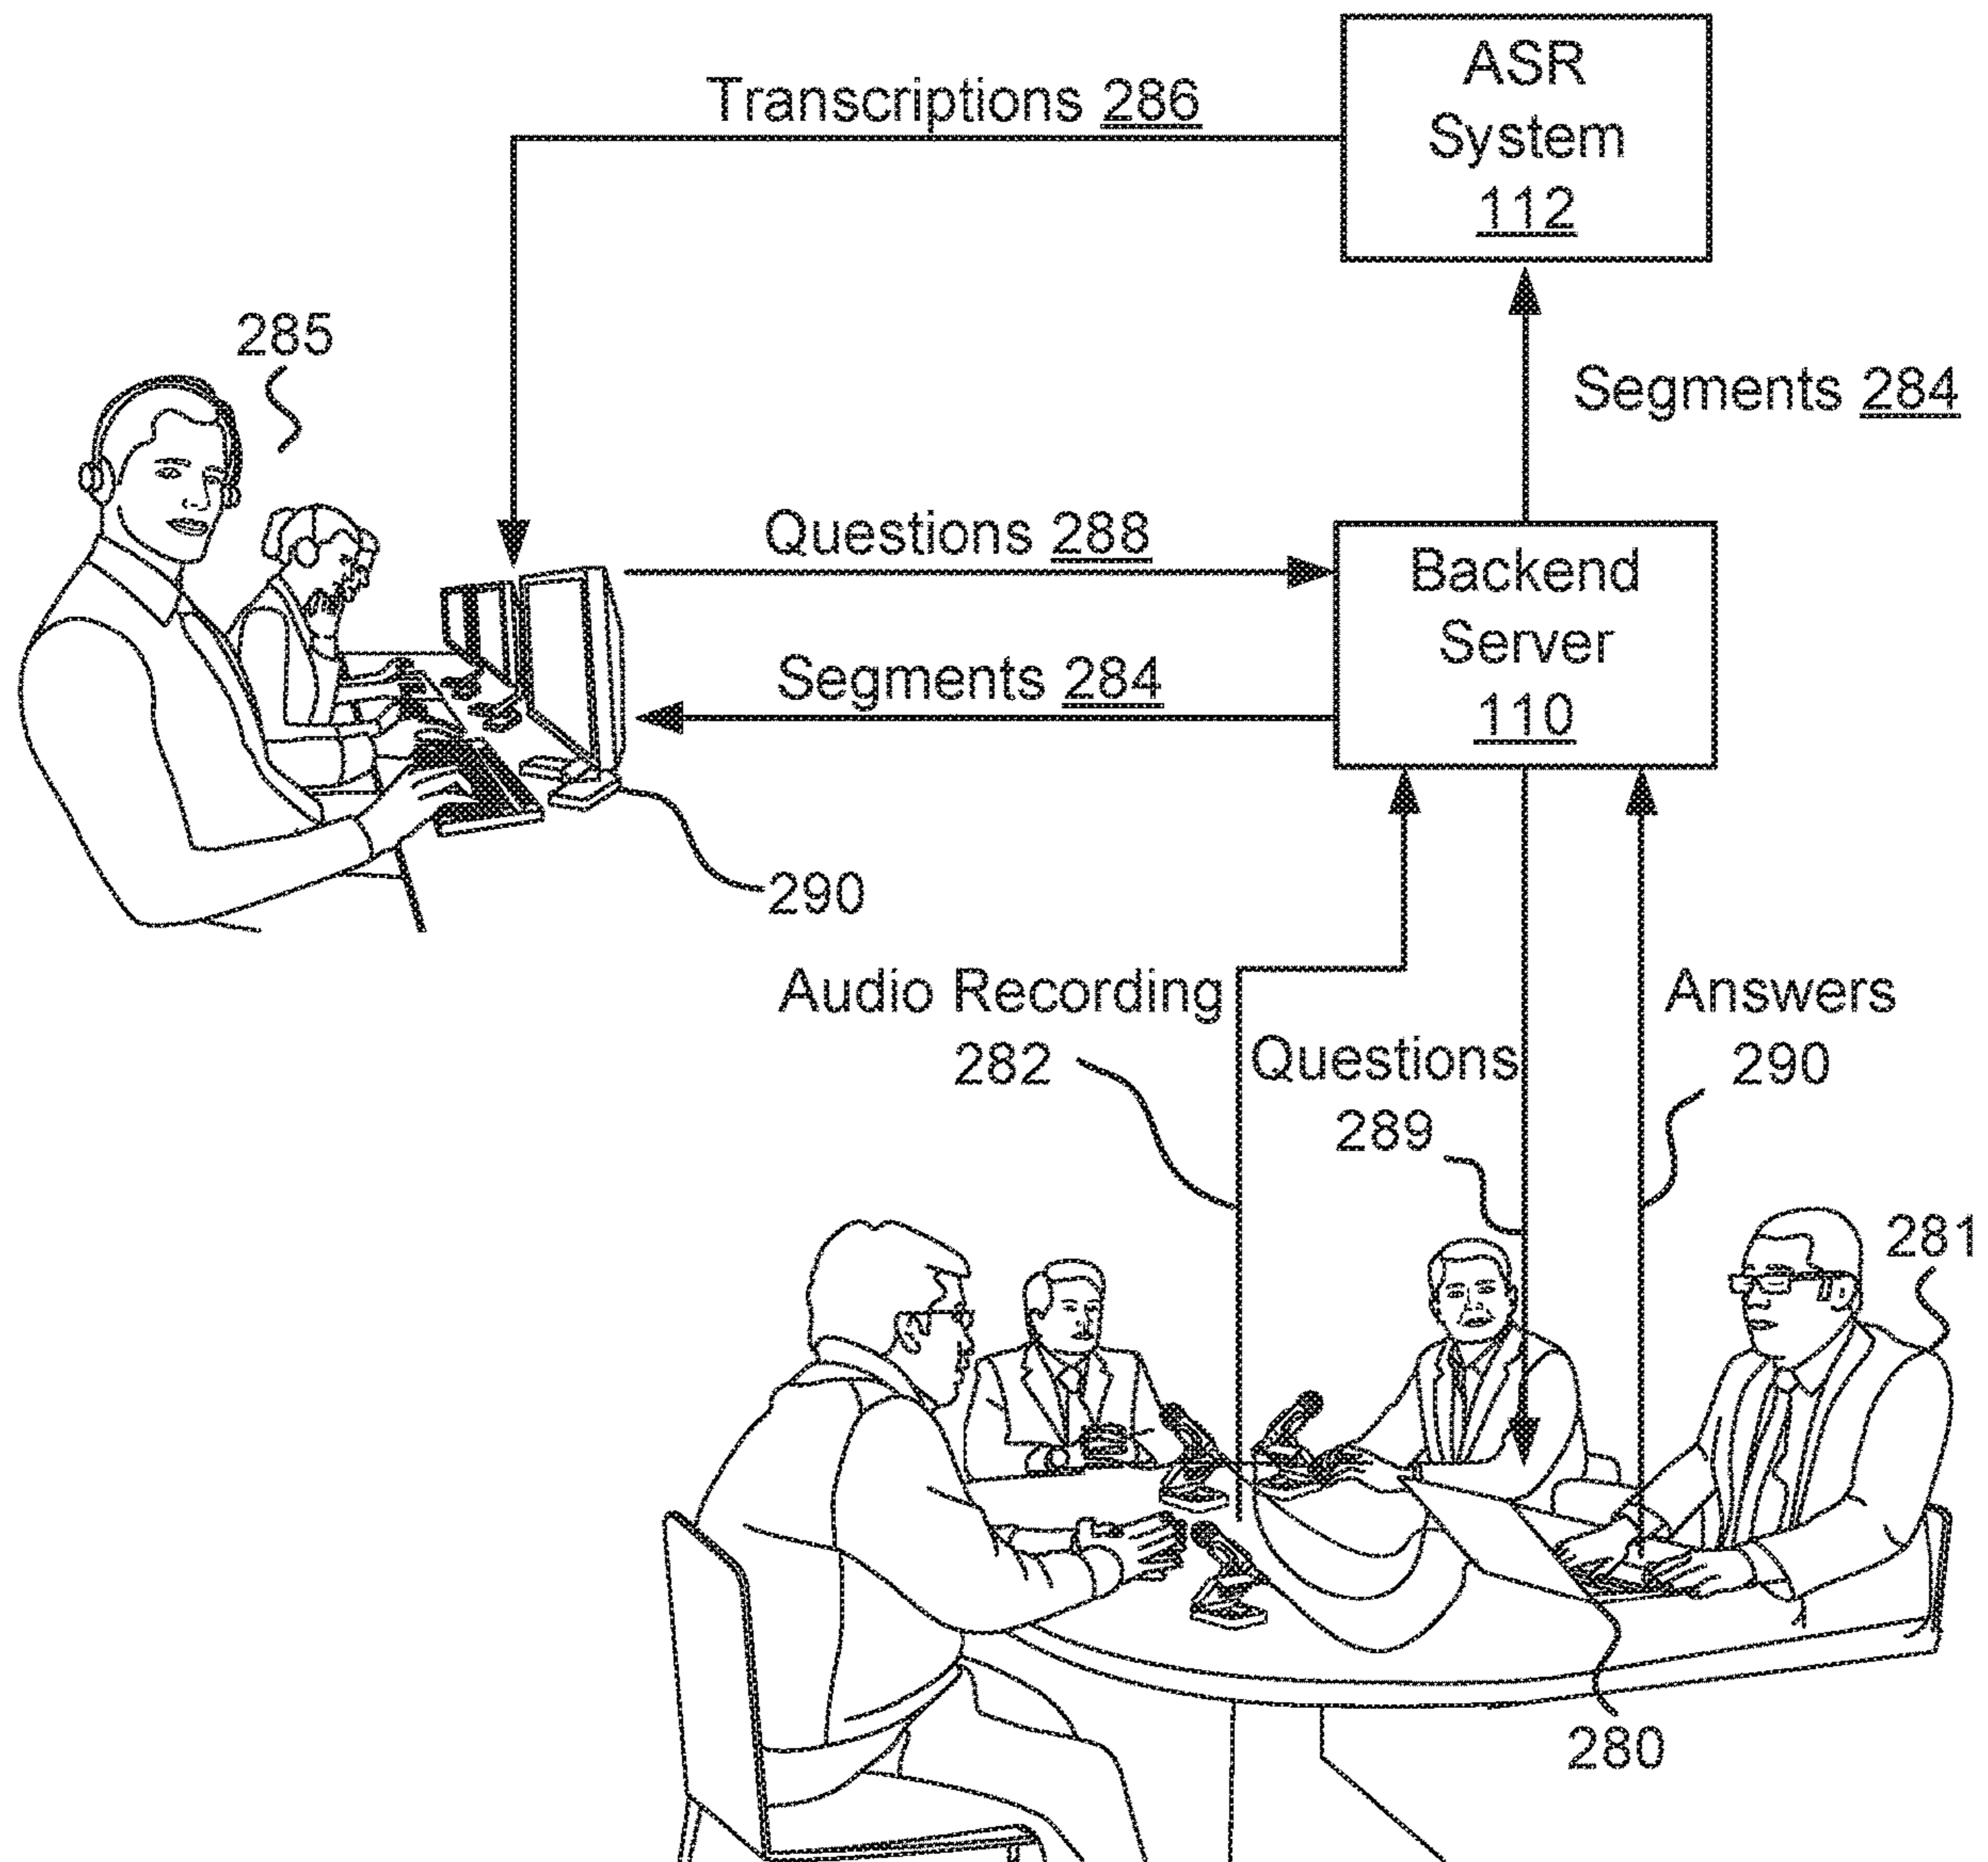 ASR
System
112
Transcriptions 286
285
Segments 284
Questions 288
Backend
Server
110
Segments 284
290
Audio Recording
282
Questions
289
Answers
290
281
280